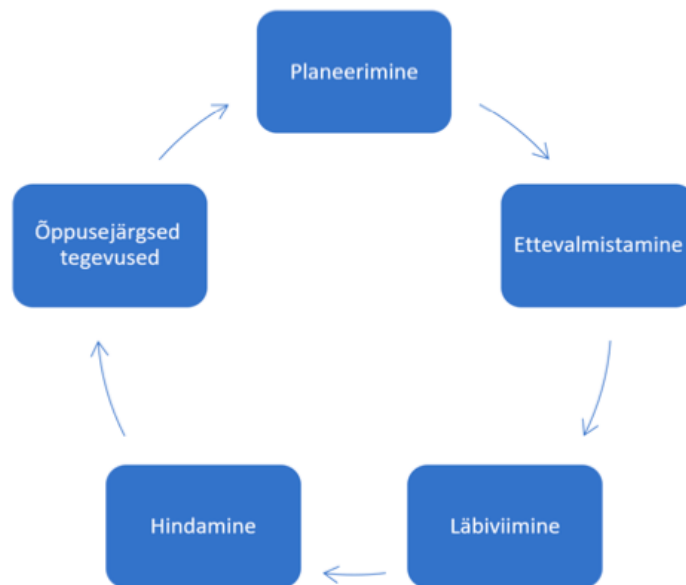 Planeerimine
Ettevalmistamine
Läbiviimine
Hindamine
Õppusejärgsed
tegevused